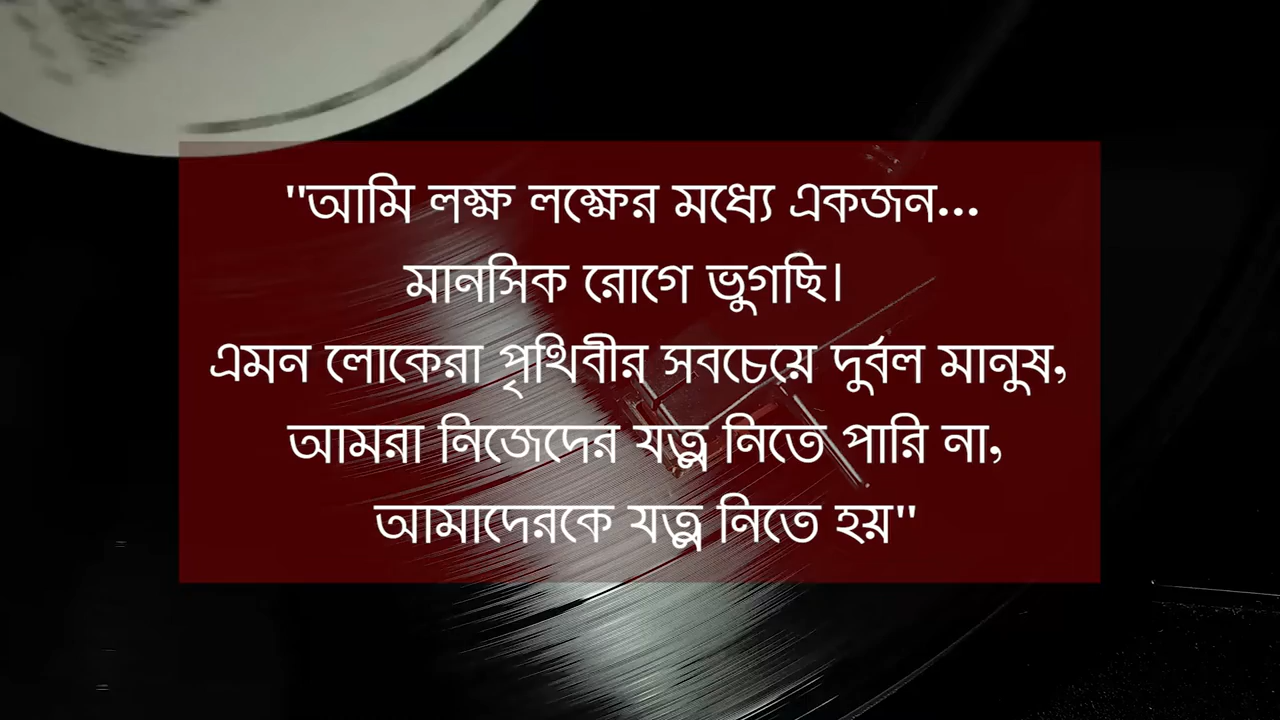 "আমি লক্ষ লক্ষের মধ্যে একজন...
মানসিক রোগে ভুগছি।
এমন লোকেরা পৃথিবীর সবচেয়ে দুর্বল মানুষ,
আমরা নিজেদের যত্ন নিতে পারি না,
আমাদেরকে যত্ন নিতে হয়"